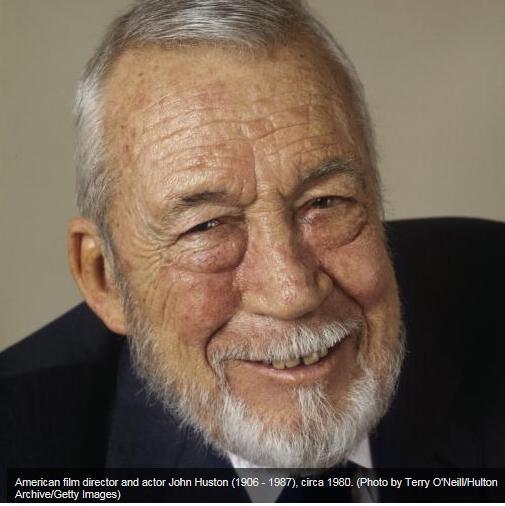 American film director and actor John Huston (1906 - 1987), circa 1980. (Photo by Terry O'Neill/Hulton
Archive/Getty Images)